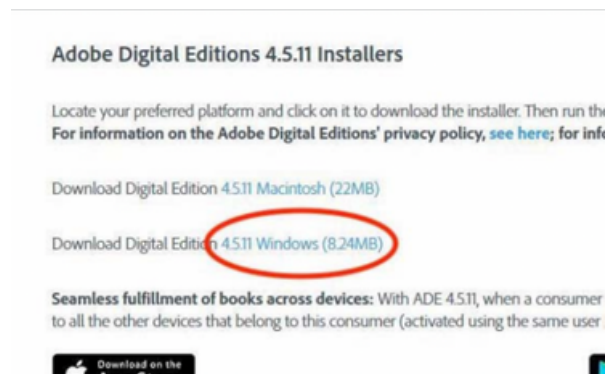 Adobe Digital Editions 4.5.11 Installers
Locate your preferred platform and click on it to download the installer. Then run the
For information on the Adobe Digital Editions' privacy policy, see here; for info
Download Digital Edition 4.5.11 Macintosh (22MB)
Download Digital Edition 4.5.11 Windows (8.24MB)
Seamless fulfillment of books across devices: With ADE 4.5.11, when a consumer
to all the other devices that belong to this consumer (activated using the same user
Download on the